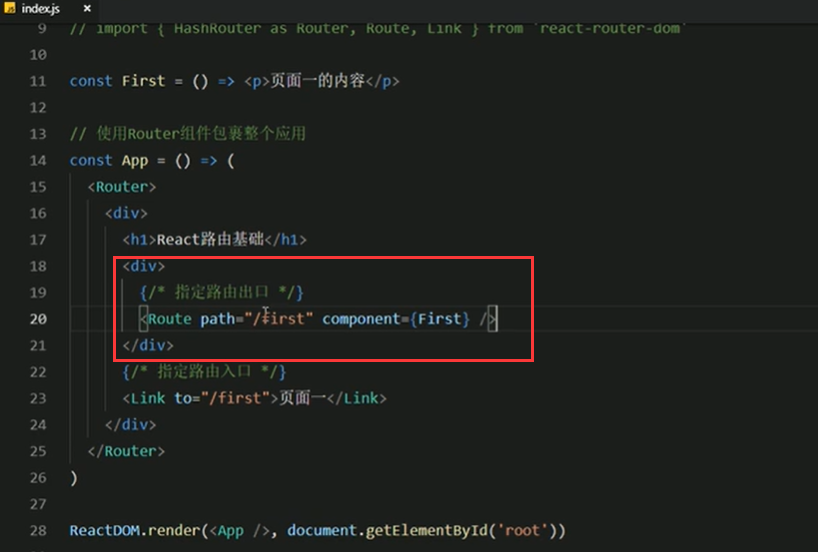 index.js ×
9 // import { HashRouter as Router, Route, Link } from 'react-router-dom'
10
11 const First = () => <p>页面一的内容</p>
12
13 // 使用Router组件包裹整个应用
14 const App = () => (
15 <Router>
16 <div>
17 <h1>React路由基础</h1>
18 <div>
19 {/* 指定路由出口 */}
20 <Route path="/first" component={First} />
21 </div>
22 {/* 指定路由入口 */}
23 <Link to="/first">页面一</Link>
24 </div>
25 </Router>
26 )
27
28 ReactDOM.render(<App />, document.getElementById('root'))